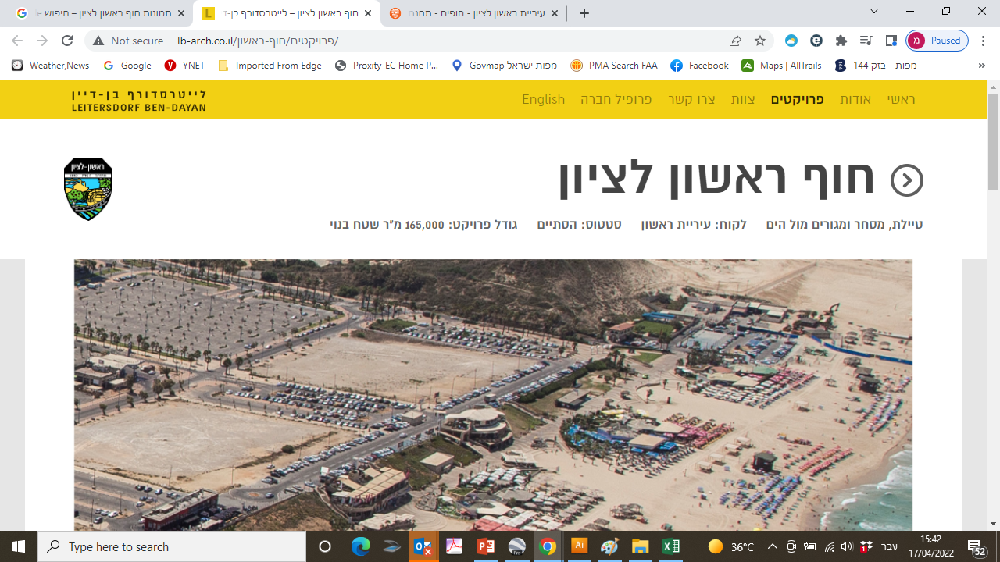 תמונות חוף ראשון לציון – חיפוש
חוף ראשון לציון – לייטרסדורף בן-ד
עיריית ראשון לציון - חופים - תחנת
Not secure
lb-arch.co.il/פרויקטים/חוף-ראשון/
Paused
Weather,News
Google
YNET
Imported From Edge
Proxity-EC Home P...
Govmap מפות ישראל
PMA Search FAA
Facebook
Maps | AllTrails
מפות – בזק 144
»
לייטרסדורף בן-דיין
LEITERSDORF BEN-DAYAN
ראשי אודות פרויקטים צוות צרו קשר פרופיל חברה English
ראשון-לציון
חוף ראשון לציון
טיילת, מסחר ומגורים מול הים לקוח: עיריית ראשון סטטוס: הסתיים גודל פרויקט: 165,000 מ"ר שטח בנוי
Type here to search
36°C
עבר
15:42
17/04/2022
52